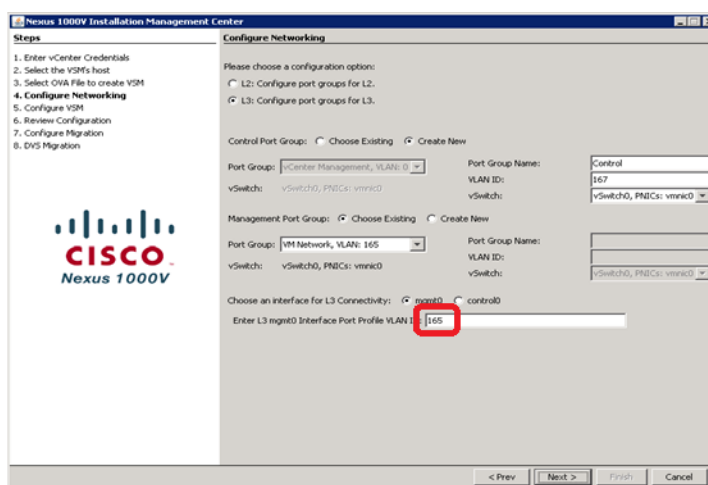 Nexus 1000V Installation Management Center
Steps
1. Enter vCenter Credentials
2. Select the VSM's host
3. Select OVA File to create VSM
4. Configure Networking
5. Configure VSM
6. Review Configuration
7. Configure Migration
8. DVS Migration
CISCO
Nexus 1000V
Configure Networking
Please choose a configuration option:
L2: Configure port groups for L2.
L3: Configure port groups for L3.
Control Port Group: Choose Existing Create New
Port Group: vCenter Management, VLAN: 0 Port Group Name: Control
VLAN ID: 167
vSwitch: vSwitch0, PNICs: vmnic0 vSwitch: vSwitch0, PNICs: vmnic0
Management Port Group: Choose Existing Create New
Port Group: VM Network, VLAN: 165 Port Group Name:
VLAN ID:
vSwitch: vSwitch0, PNICs: vmnic0 vSwitch: vSwitch0, PNICs: vmnic0
Choose an interface for L3 Connectivity: mgmt0 control0
Enter L3 mgmt0 Interface Port Profile VLAN I 165
< Prev Next > Finish Cancel